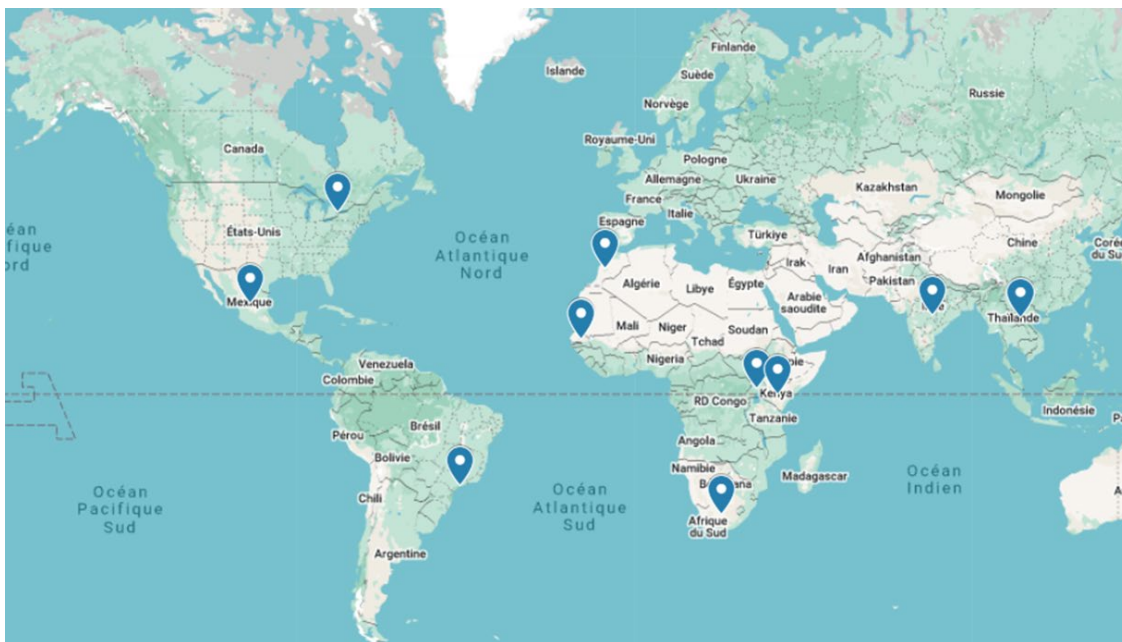 Finlande
Islande
Suède
Russie
Norvège
Royaume-Uni
Canada
Pologne
Allemagne
Ukraine
Kazakhstan
Mongolie
France
Italie
Espagne
États-Unis
Océan
Atlantique
Nord
Türkiye
Chine
Afghanistan
Irak
Iran
Pakistan
Algérie
Libye
Égypte
Arabie
saoudite
Mexique
Mali
Niger
Soudan
Tchad
Thaïlande
Nigeria
Venezuela
Colombie
Kenya
RD Congo
Tanzanie
Indonésie
Brésil
Pérou
Bolivie
Angola
Namibie
Madagascar
Océan
Indien
Océan
Pacifique
Sud
Chili
Océan
Atlantique
Sud
Afrique
du Sud
Argentine